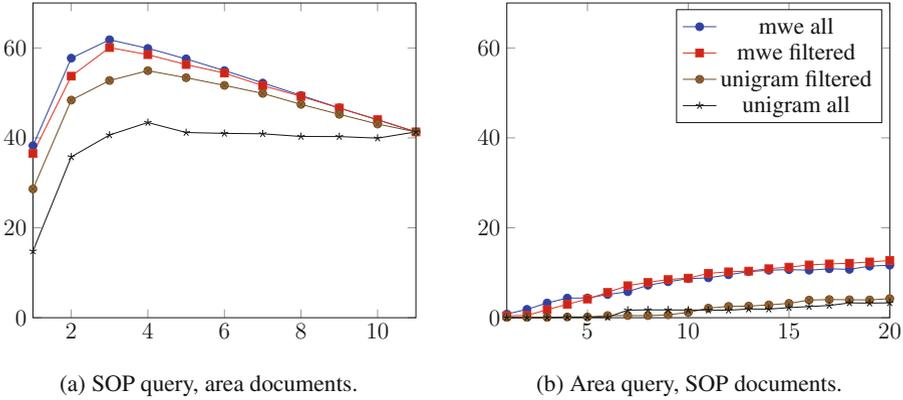 60
40
20
0
2 4 6 8 10
(a) SOP query, area documents.
60
40
20
0
5 10 15 20
mwe all
mwe filtered
unigram filtered
unigram all
(b) Area query, SOP documents.